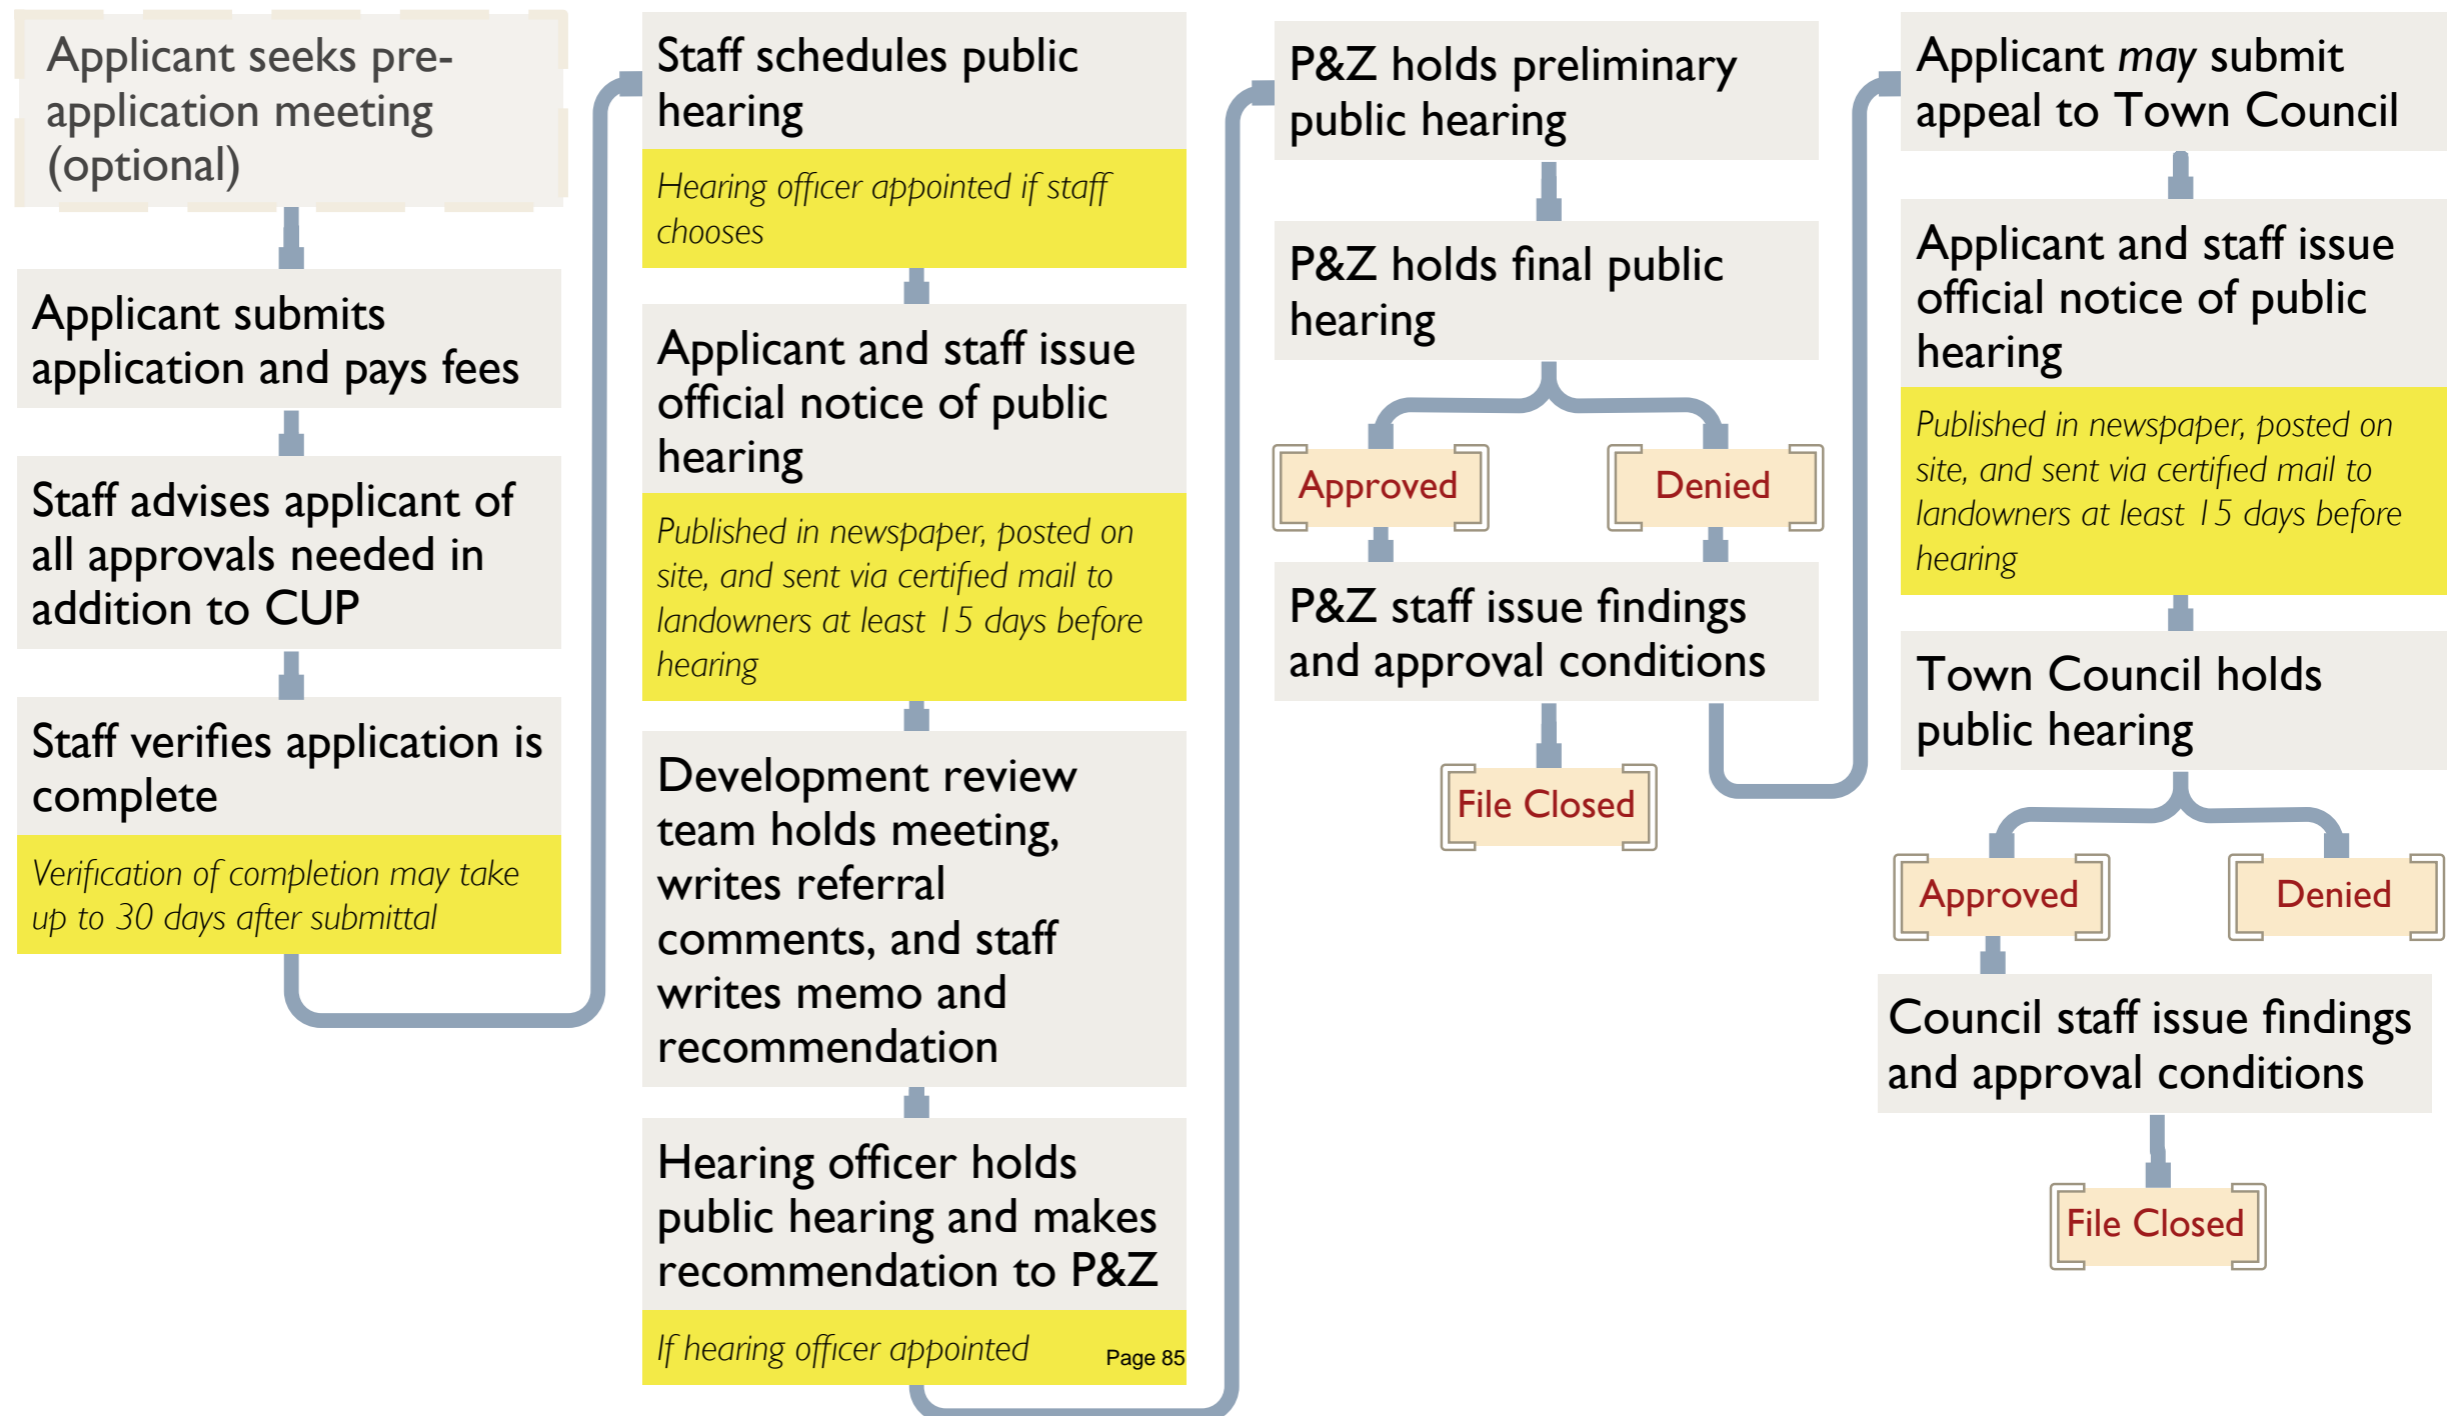 Applicant seeks pre-
application meeting
(optional)
Applicant submits
application and pays fees
Staff advises applicant of
all approvals needed in
addition to CUP
Staff verifies application is
complete
Verification of completion may take
up to 30 days after submittal
Staff schedules public
hearing
Hearing officer appointed if staff
chooses
Applicant and staff issue
official notice of public
hearing
Published in newspaper, posted on
site, and sent via certified mail to
landowners at least 15 days before
hearing
Development review
team holds meeting,
writes referral
comments, and staff
writes memo and
recommendation
Hearing officer holds
public hearing and makes
recommendation to P&Z
If hearing officer appointed
Page 85
P&Z holds preliminary
public hearing
P&Z holds final public
hearing
Approved
Denied
P&Z staff issue findings
and approval conditions
File Closed
Applicant may submit
appeal to Town Council
Applicant and staff issue
official notice of public
hearing
Published in newspaper, posted on
site, and sent via certified mail to
landowners at least 15 days before
hearing
Town Council holds
public hearing
Approved
Denied
Council staff issue findings
and approval conditions
File Closed